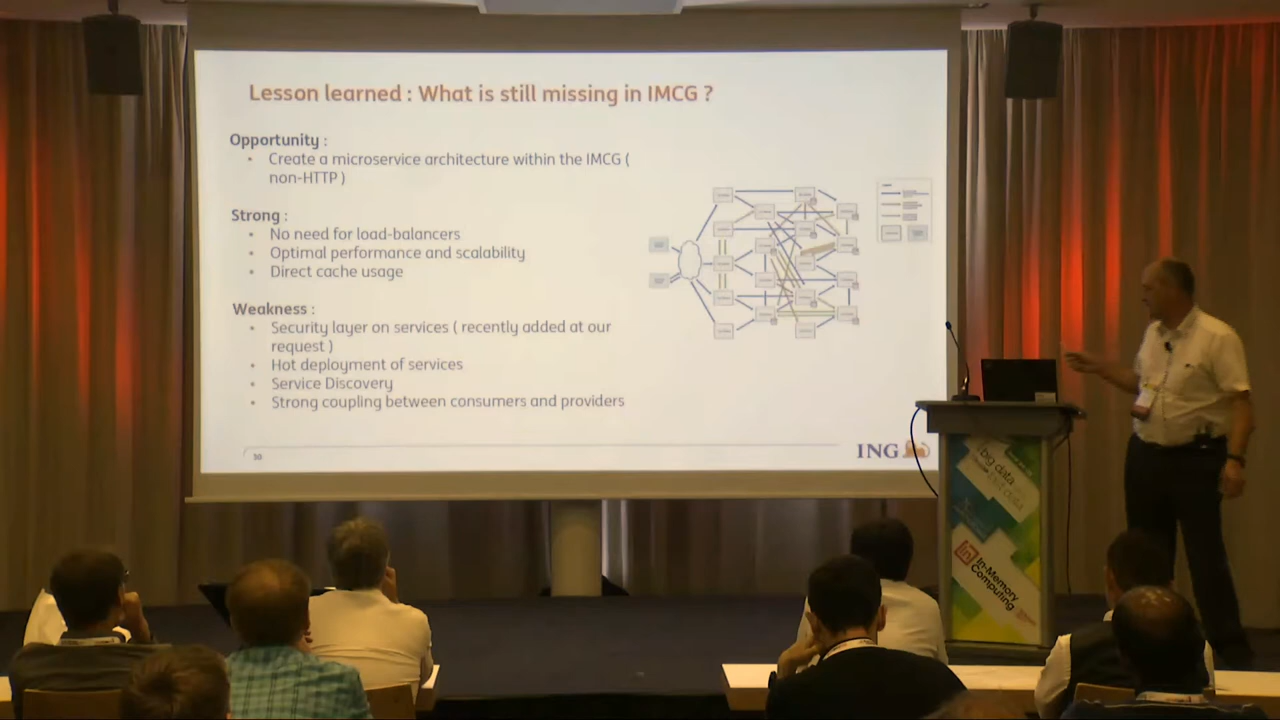 Lesson learned : What is still missing in IMCG ?
Opportunity :
• Create a microservice architecture within the IMCG (
non-HTTP )
Strong :
• No need for load-balancers
• Optimal performance and scalability
• Direct cache usage
Weakness :
• Security layer on services ( recently added at our
request )
• Hot deployment of services
• Service Discovery
• Strong coupling between consumers and providers
30
ING
big data
In-Memory
Computing